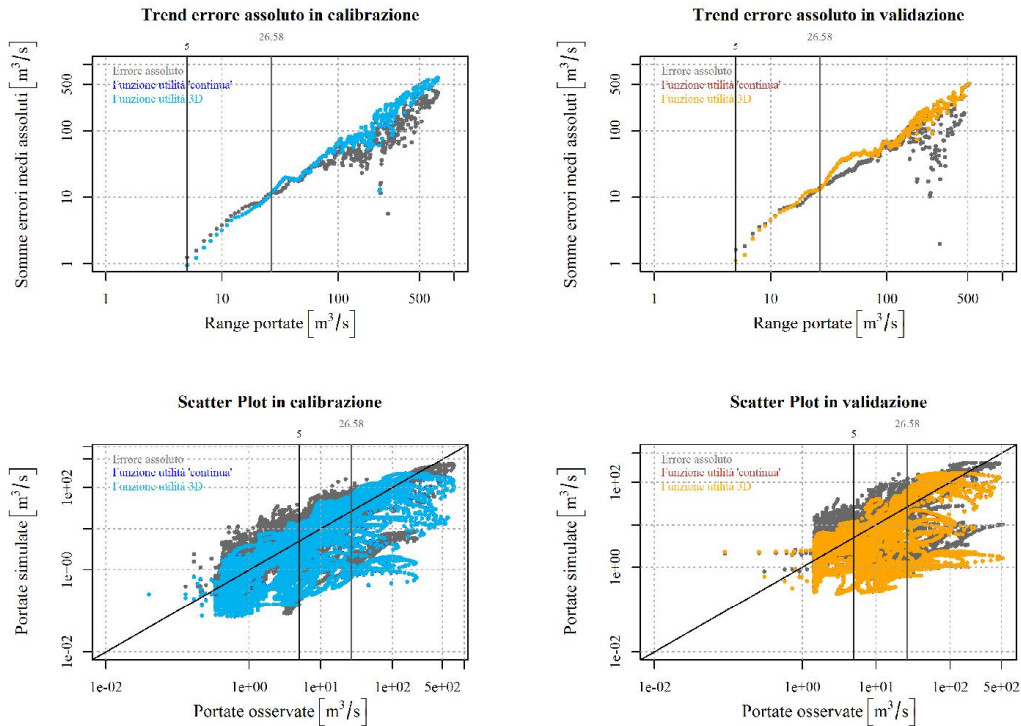 Trend errore assoluto in calibrazione
5
26.58
Errore assoluto
Funzione utilità 'continua'
Funzione utilità 3D
Somme errori medi assoluti [m³/s]
500
100
10
1
1 10 100 500
Range portate [m³/s]
Trend errore assoluto in validazione
5
26.58
Errore assoluto
Funzione utilità 'continua'
Funzione utilità 3D
Somme errori medi assoluti [m³/s]
500
100
10
1
1 10 100 500
Range portate [m³/s]
Scatter Plot in calibrazione
5
26.58
Errore assoluto
Funzione utilità 'continua'
Funzione utilità 3D
Portate simulate [m³/s]
1e+02
1e+00
1e-02
1e-02 1e+00 1e+01 1e+02 5e+02
Portate osservate [m³/s]
Scatter Plot in validazione
5
26.58
Errore assoluto
Funzione utilità 'continua'
Funzione utilità 3D
Portate simulate [m³/s]
1e+02
1e+00
1e-02
1e-02 1e+00 1e+01 1e+02 5e+02
Portate osservate [m³/s]